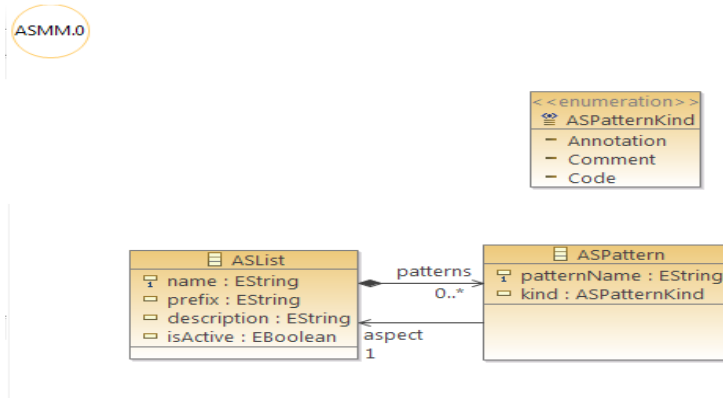 ASMM.0
<<enumeration>>
ASPatternKind
Annotation
Comment
Code
ASList
name : EString
prefix : EString
description : EString
isActive : EBoolean
patterns
0..*
aspect
1
ASPattern
patternName : EString
kind : ASPatternKind